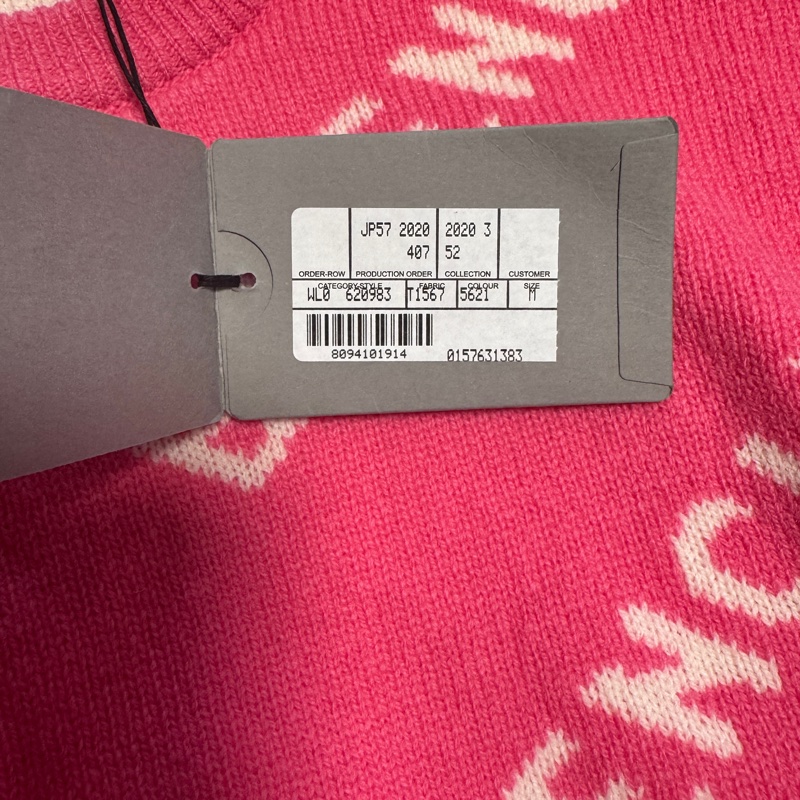 JP57 2020 2020 3
407 52
ORDER-ROW PRODUCTION ORDER COLLECTION CUSTOMER
CATEGORY-STYLE FABRIC COLOUR SIZE
WL0 620983 T1567 5621 M
8094101914 0157631383